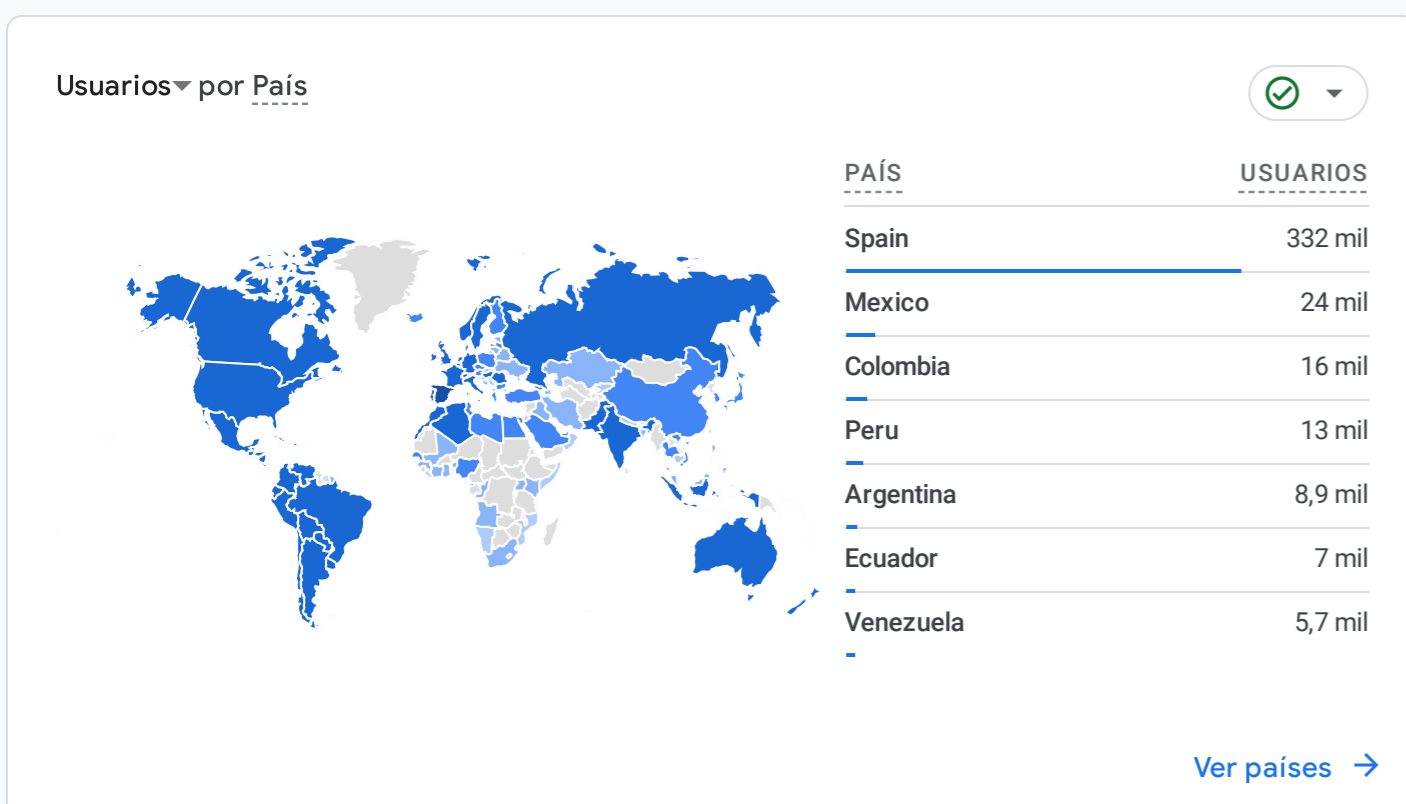 Usuarios por País
PAÍS USUARIOS
Spain 332 mil
Mexico 24 mil
Colombia 16 mil
Peru 13 mil
Argentina 8,9 mil
Ecuador 7 mil
Venezuela 5,7 mil
Ver países